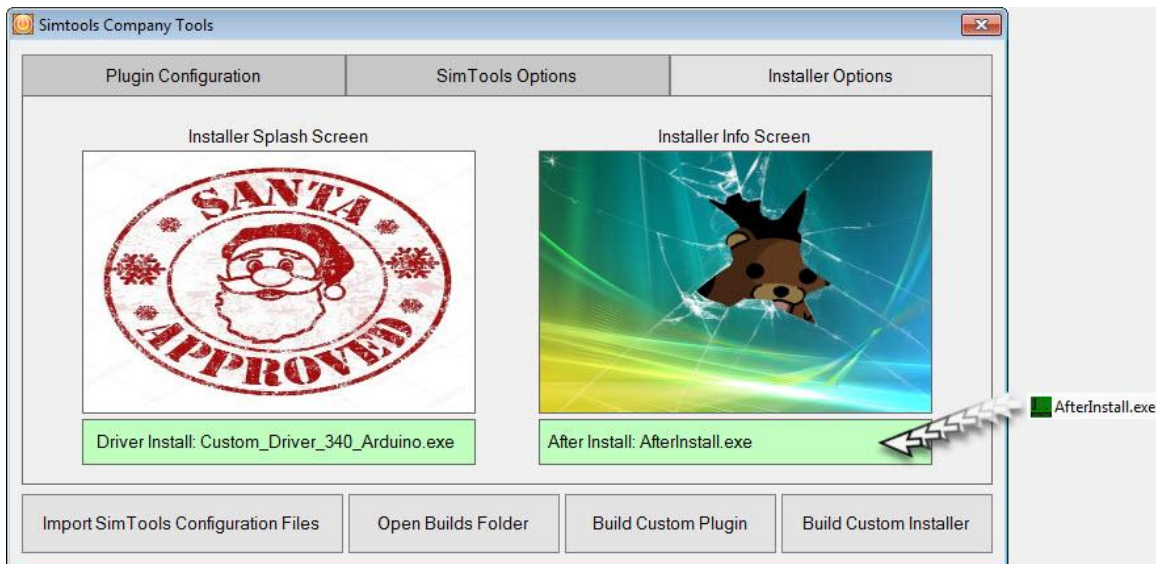 Simtools Company Tools
Plugin Configuration
SimTools Options
Installer Options
Installer Splash Screen
Installer Info Screen
SANTA
APPROVED
Driver Install: Custom_Driver_340_Arduino.exe
After Install: AfterInstall.exe
AfterInstall.exe
Import SimTools Configuration Files
Open Builds Folder
Build Custom Plugin
Build Custom Installer